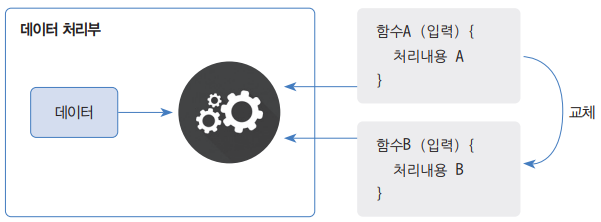 데이터 처리부
데이터
함수A (입력) {
처리내용 A
}
교체
함수B (입력) {
처리내용 B
}